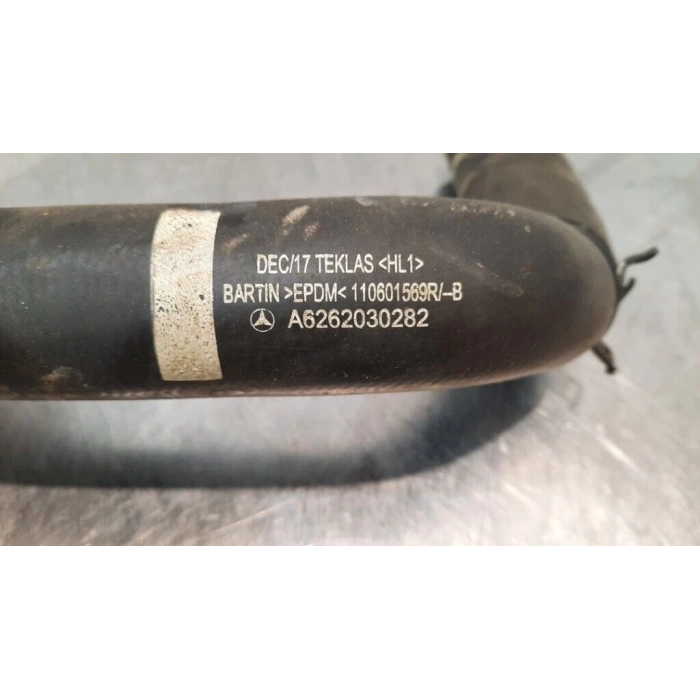 DEC/17 TEKLAS <HL1>
BARTIN >EPDM< 110601569R/--B
A6262030282